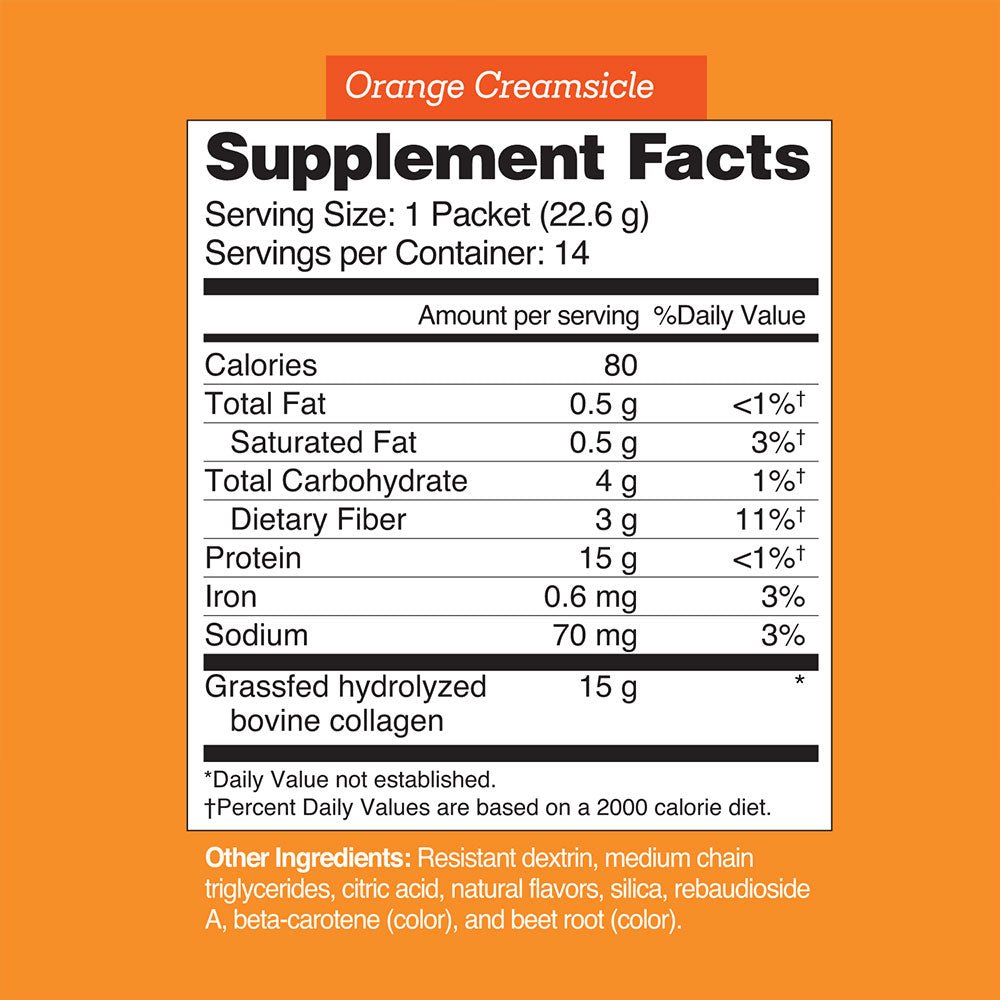 Orange Creamsicle
Supplement Facts
Serving Size: 1 Packet (22.6 g)
Servings per Container: 14
Amount per serving %Daily Value
Calories 80
Total Fat 0.5 g <1%†
Saturated Fat 0.5 g 3%†
Total Carbohydrate 4 g 1%†
Dietary Fiber 3 g 11%†
Protein 15 g <1%†
Iron 0.6 mg 3%
Sodium 70 mg 3%
Grassfed hydrolyzed 15 g *
bovine collagen
*Daily Value not established.
†Percent Daily Values are based on a 2000 calorie diet.
Other Ingredients: Resistant dextrin, medium chain
triglycerides, citric acid, natural flavors, silica, rebaudioside
A, beta-carotene (color), and beet root (color).